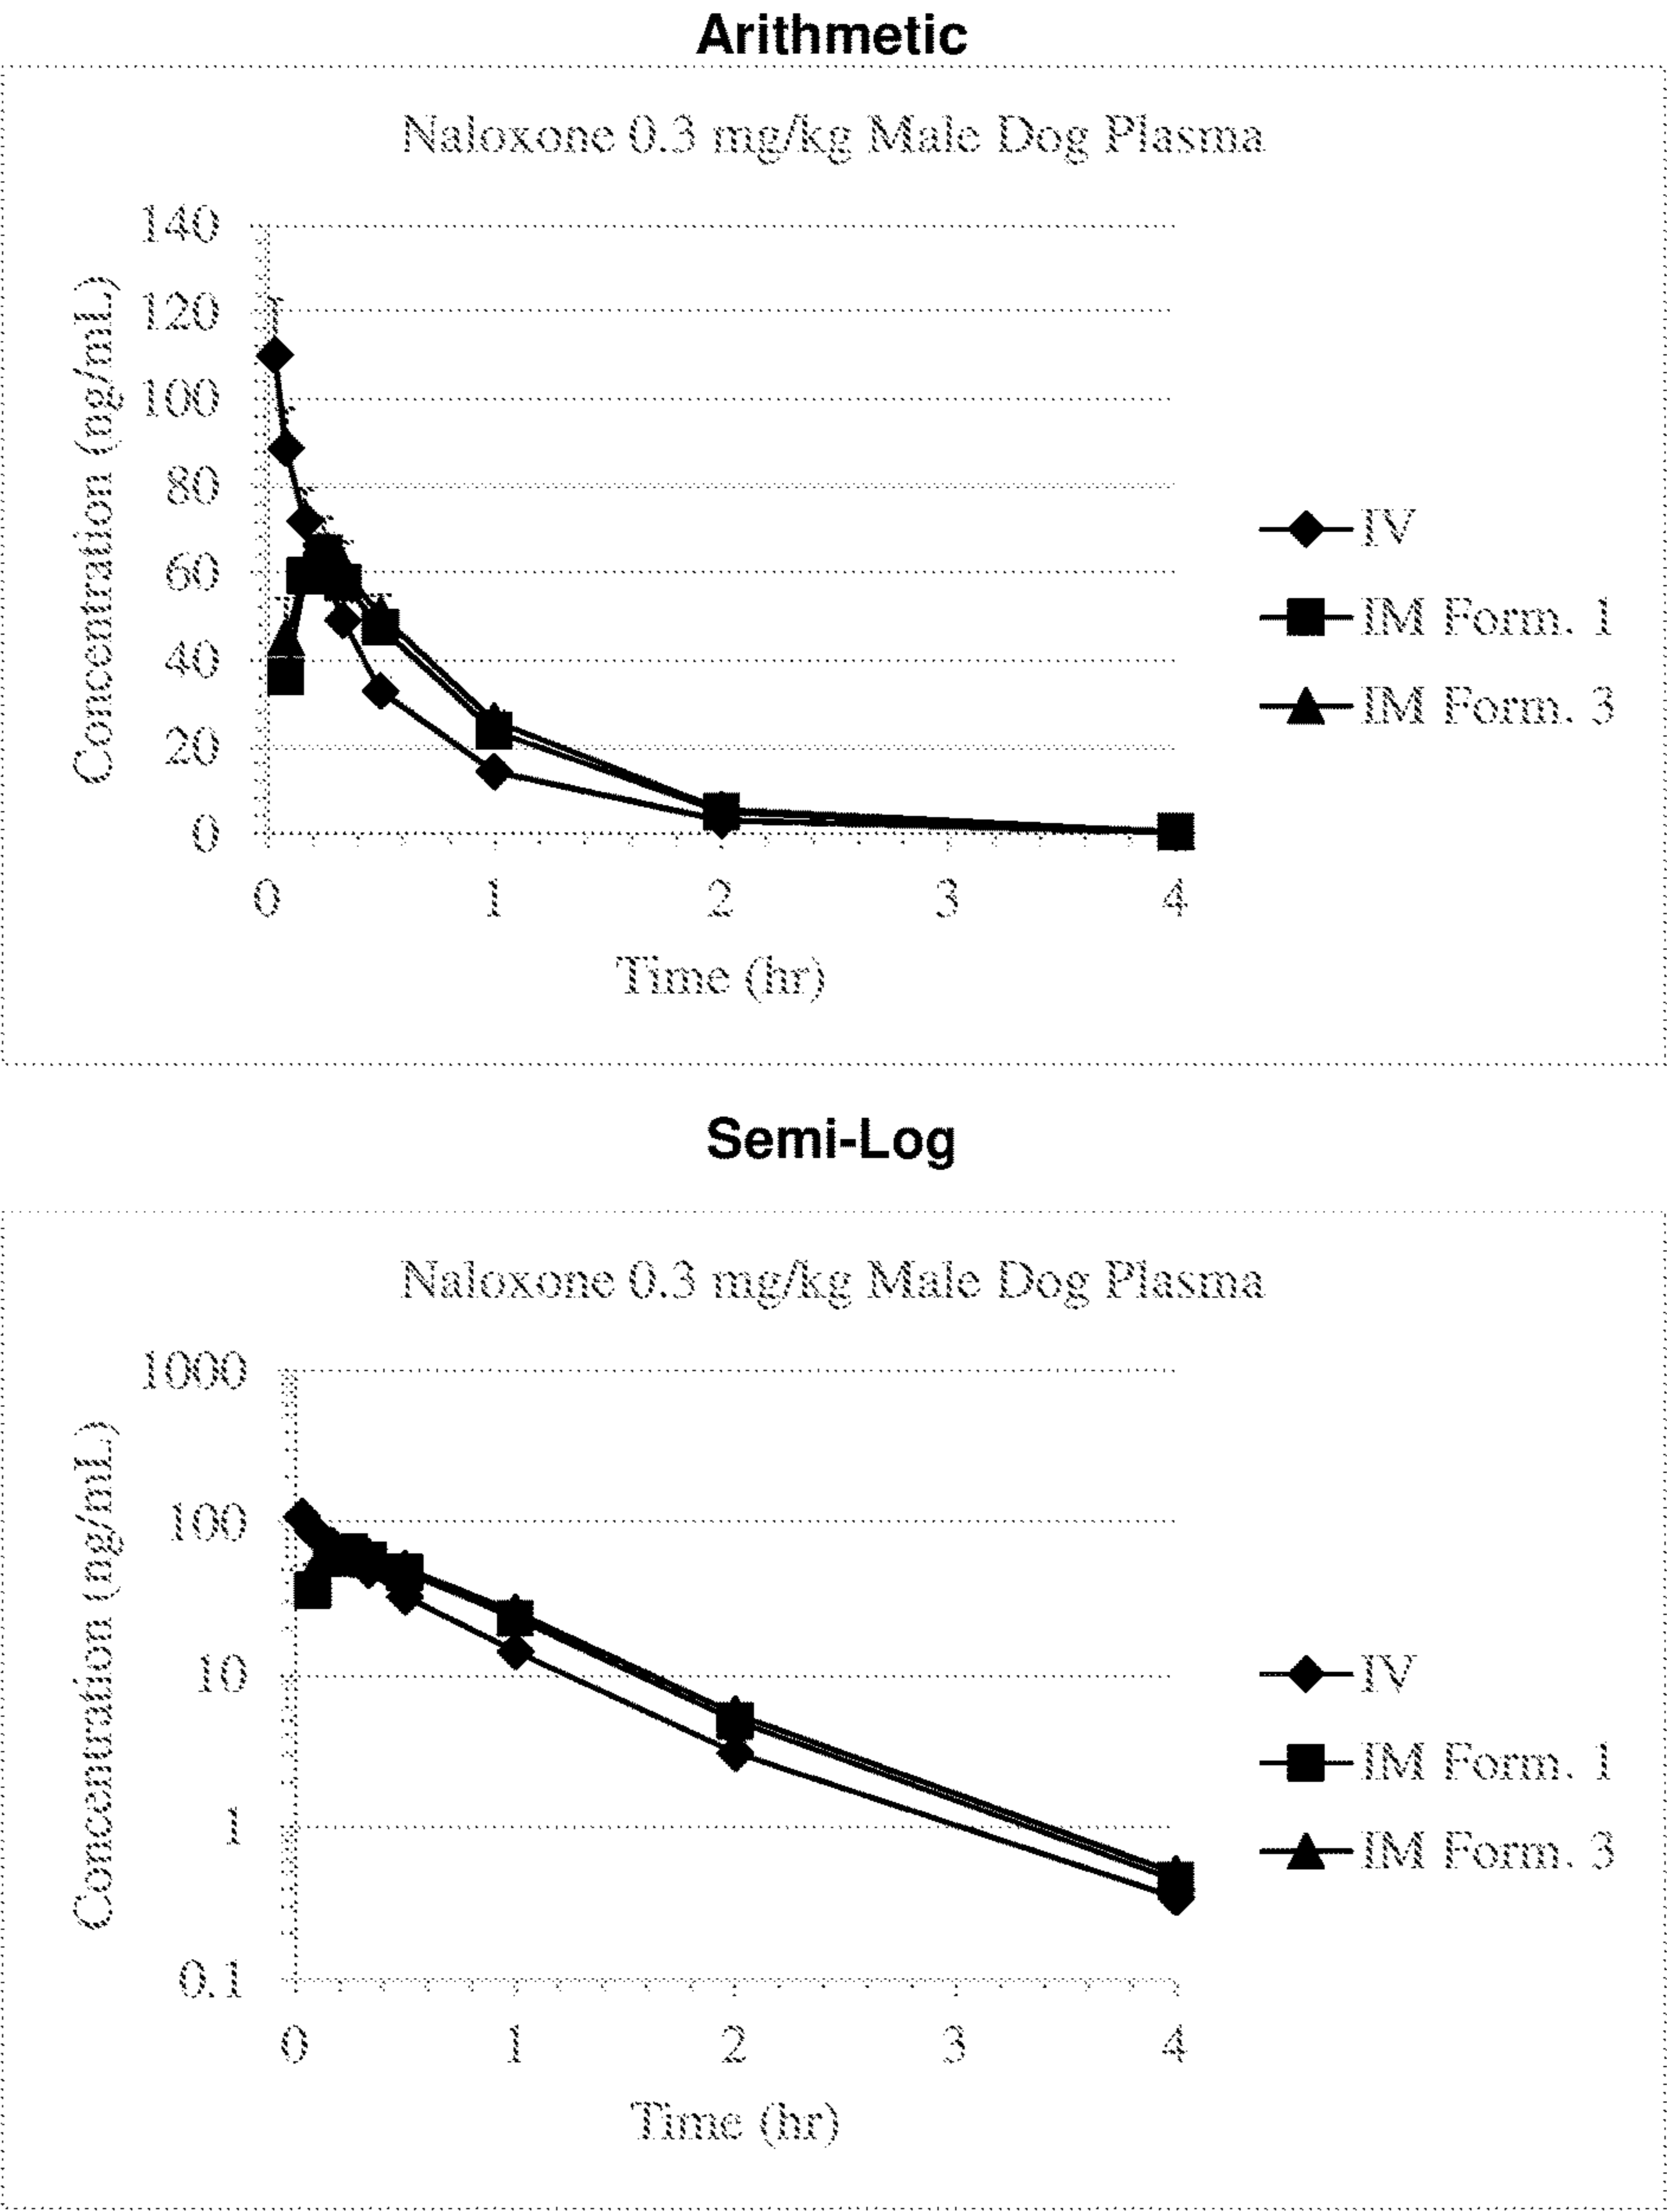 Arithmetic
Naloxone 0.3 mg/kg Male Dog Plasma
140
120
100
80
60
40
20
0
Concentration (ng/mL)
0 1 2 3 4
Time (hr)
IV
IM Form. 1
IM Form. 3
Semi-Log
Naloxone 0.3 mg/kg Male Dog Plasma
1000
100
10
1
0.1
Concentration (ng/mL)
0 1 2 3 4
Time (hr)
IV
IM Form. 1
IM Form. 3